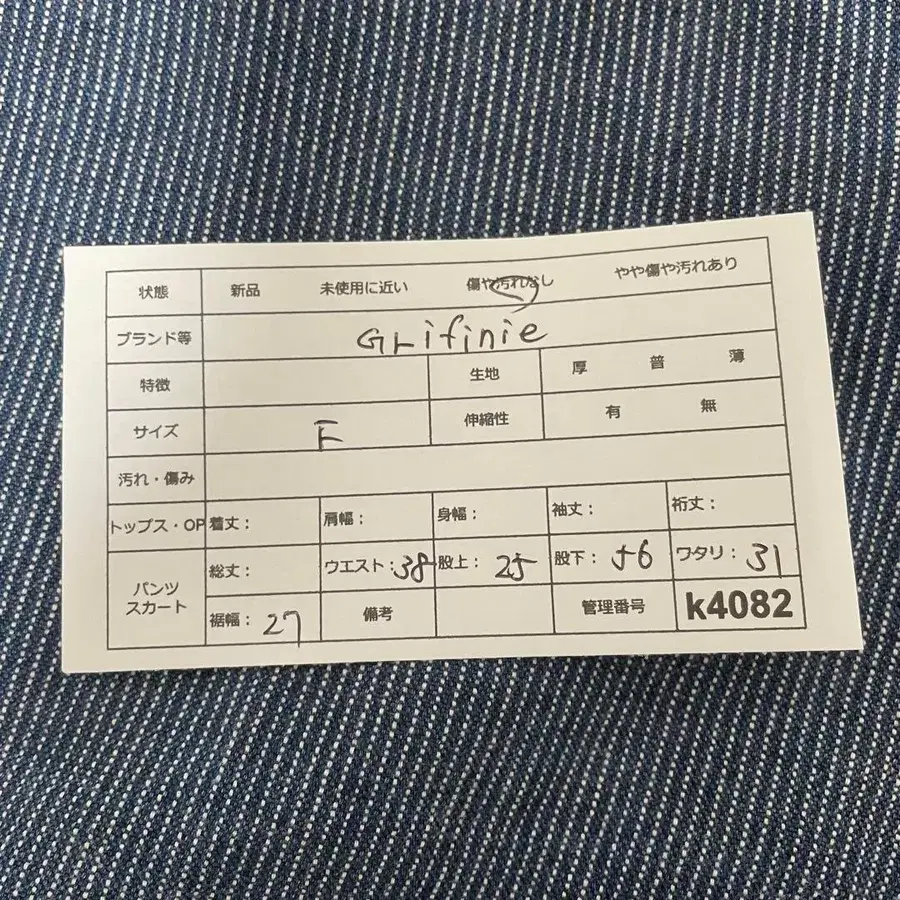 状態 新品 未使用に近い 傷や汚れなし やや傷や汚れあり
ブランド等 GLifinie
特徴 生地 厚 普 薄
サイズ F 伸縮性 有 無
汚れ・傷み
トップス・OP 着丈: 肩幅: 身幅: 袖丈: 裄丈:
パンツ スカート 総丈: ウエスト:38 股上: 25 股下: 56 ワタリ: 31
裾幅: 27 備考 管理番号 k4082